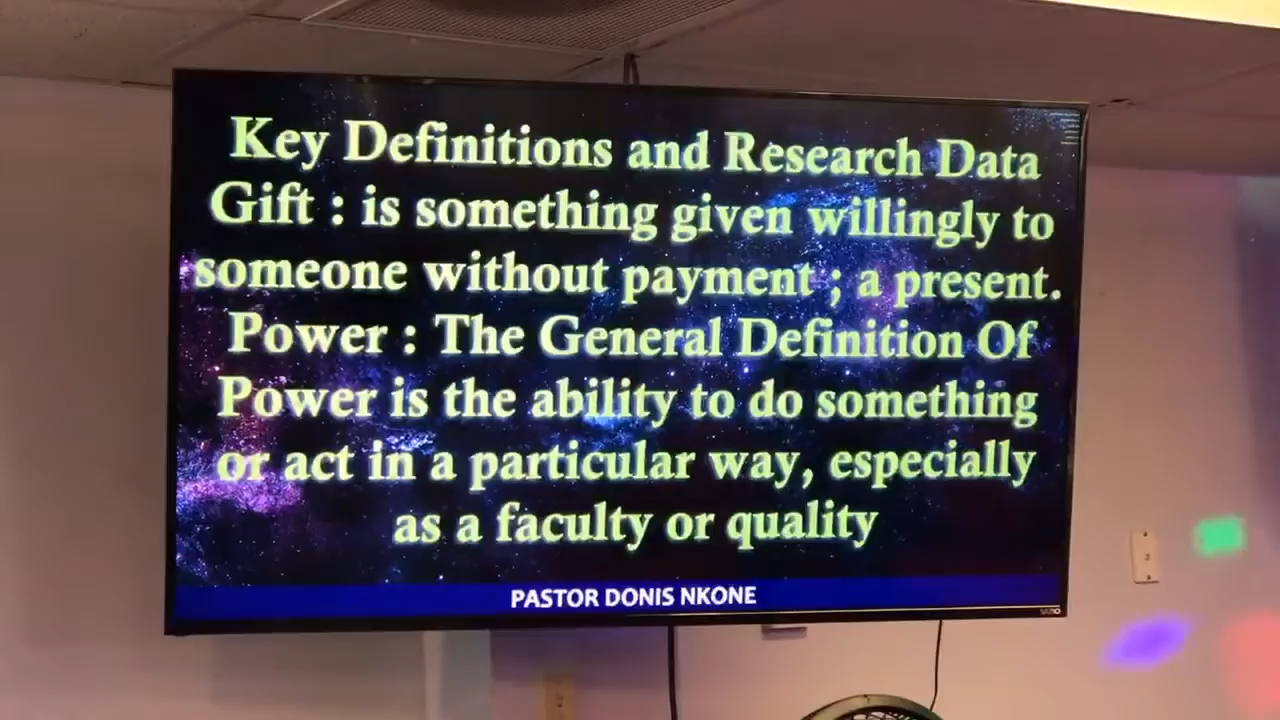 Key Definitions and Research Data
Gift : is something given willingly to
someone without payment ; a present.
Power : The General Definition Of
Power is the ability to do something
or act in a particular way, especially
as a faculty or quality
PASTOR DONIS NKONE
VIZIO